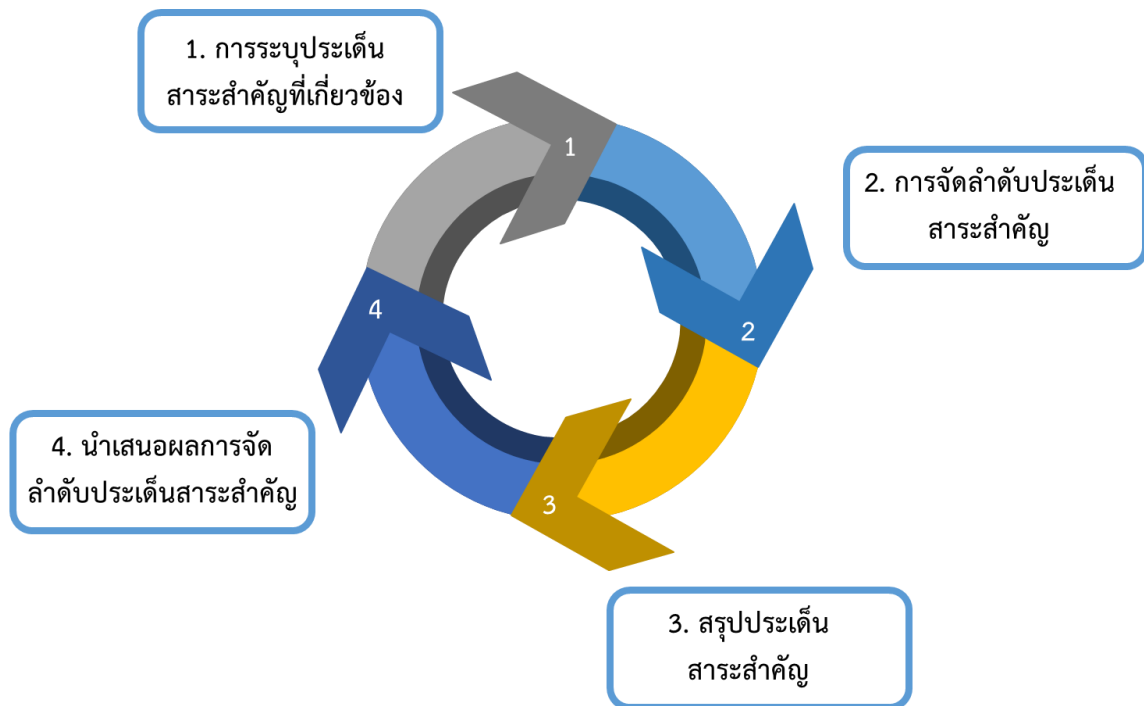 1. การระบุประเด็น
สาระสำคัญที่เกี่ยวข้อง
1
2. การจัดลำดับประเด็น
สาระสำคัญ
2
4
4. นำเสนอผลการจัด
ลำดับประเด็นสาระสำคัญ
3
3. สรุปประเด็น
สาระสำคัญ